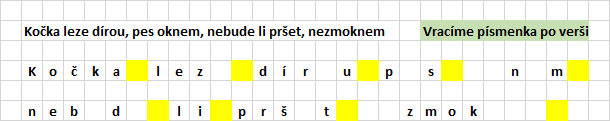 Kočka leze dírou, pes oknem, nebude li pršet, nezmoknem Vracíme písmenka po verši
K o č k a l e z d í r u p s n m
n e b d l i p r š t z m o k